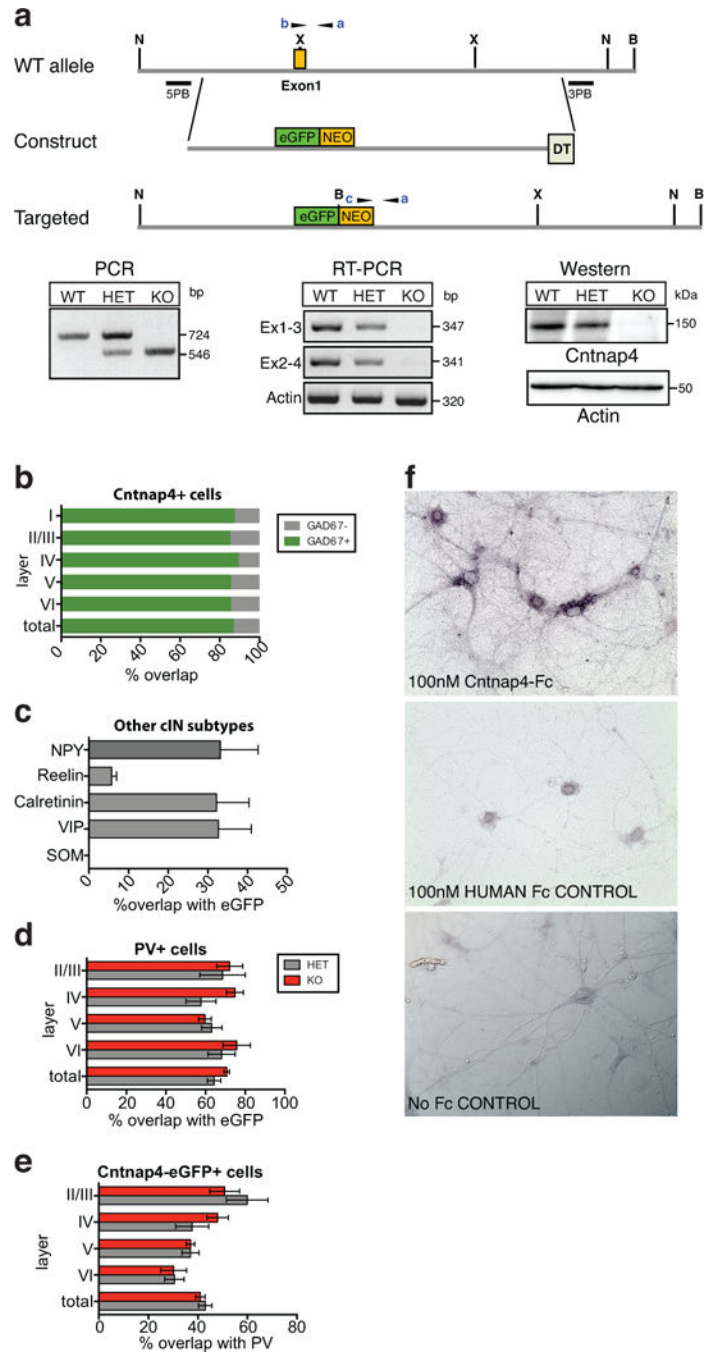 a
b a
N X X N B
WT allele
Exon1
5PB 3PB
Construct eGFP NEO DT
N B c a X N B
Targeted eGFP NEO
PCR
WT HET KO bp
724
546
RT-PCR
WT HET KO bp
Ex1-3 347
Ex2-4 341
Actin 320
Western
WT HET KO kDa
150
Cntnap4
50
Actin
b
Cntnap4+ cells
I
II/III
IV
V
VI
total
layer
0 20 40 60 80 100
% overlap
GAD67-
GAD67+
c
Other cIN subtypes
NPY
Reelin
Calretinin
VIP
SOM
0 10 20 30 40 50
%overlap with eGFP
d
PV+ cells
II/III
IV
V
VI
total
layer
0 20 40 60 80 100
% overlap with eGFP
HET
KO
e
Cntnap4-eGFP+ cells
II/III
IV
V
VI
total
layer
0 20 40 60 80
% overlap with PV
f
100nM Cntnap4-Fc
100nM HUMAN Fc CONTROL
No Fc CONTROL